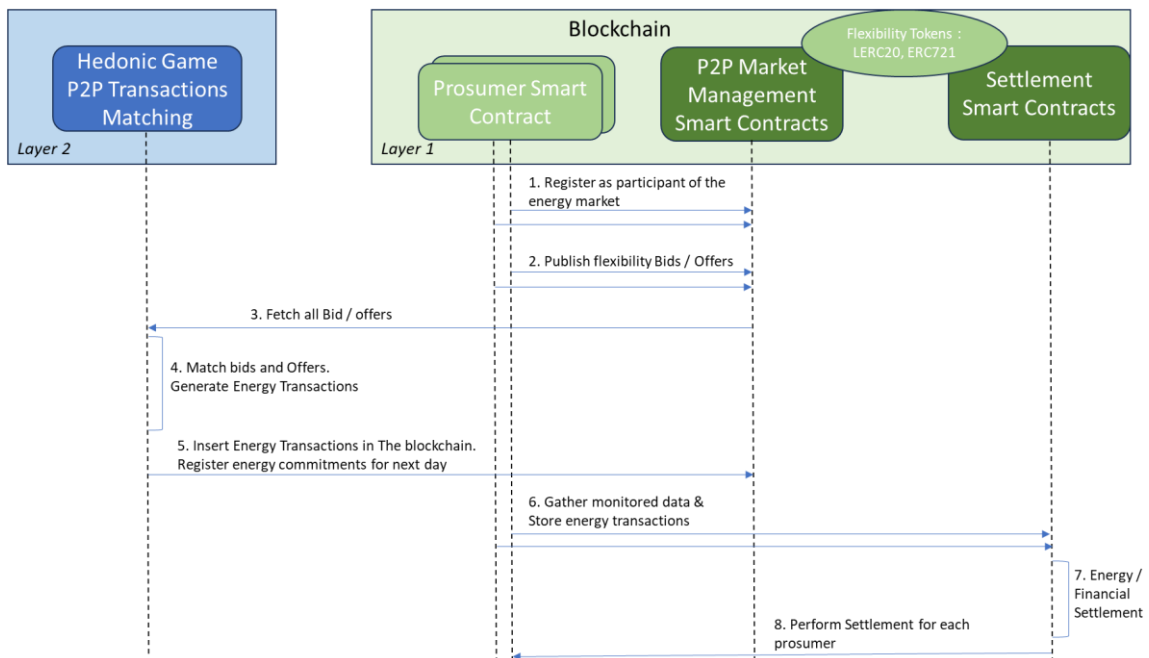 Blockchain
Flexibility Tokens :
LERC20, ERC721
Hedonic Game
P2P Transactions
Matching
Layer 2
Prosumer Smart
Contract
Layer 1
P2P Market
Management
Smart Contracts
Settlement
Smart Contracts
1. Register as participant of the
energy market
2. Publish flexibility Bids / Offers
3. Fetch all Bid / offers
4. Match bids and Offers.
Generate Energy Transactions
5. Insert Energy Transactions in The blockchain.
Register energy commitments for next day
6. Gather monitored data &
Store energy transactions
7. Energy /
Financial
Settlement
8. Perform Settlement for each
prosumer